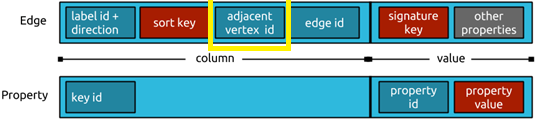 Edge
label id +
direction
sort key
adjacent
vertex id
edge id
signature
key
other
properties
column
value
Property
key id
property
id
property
value